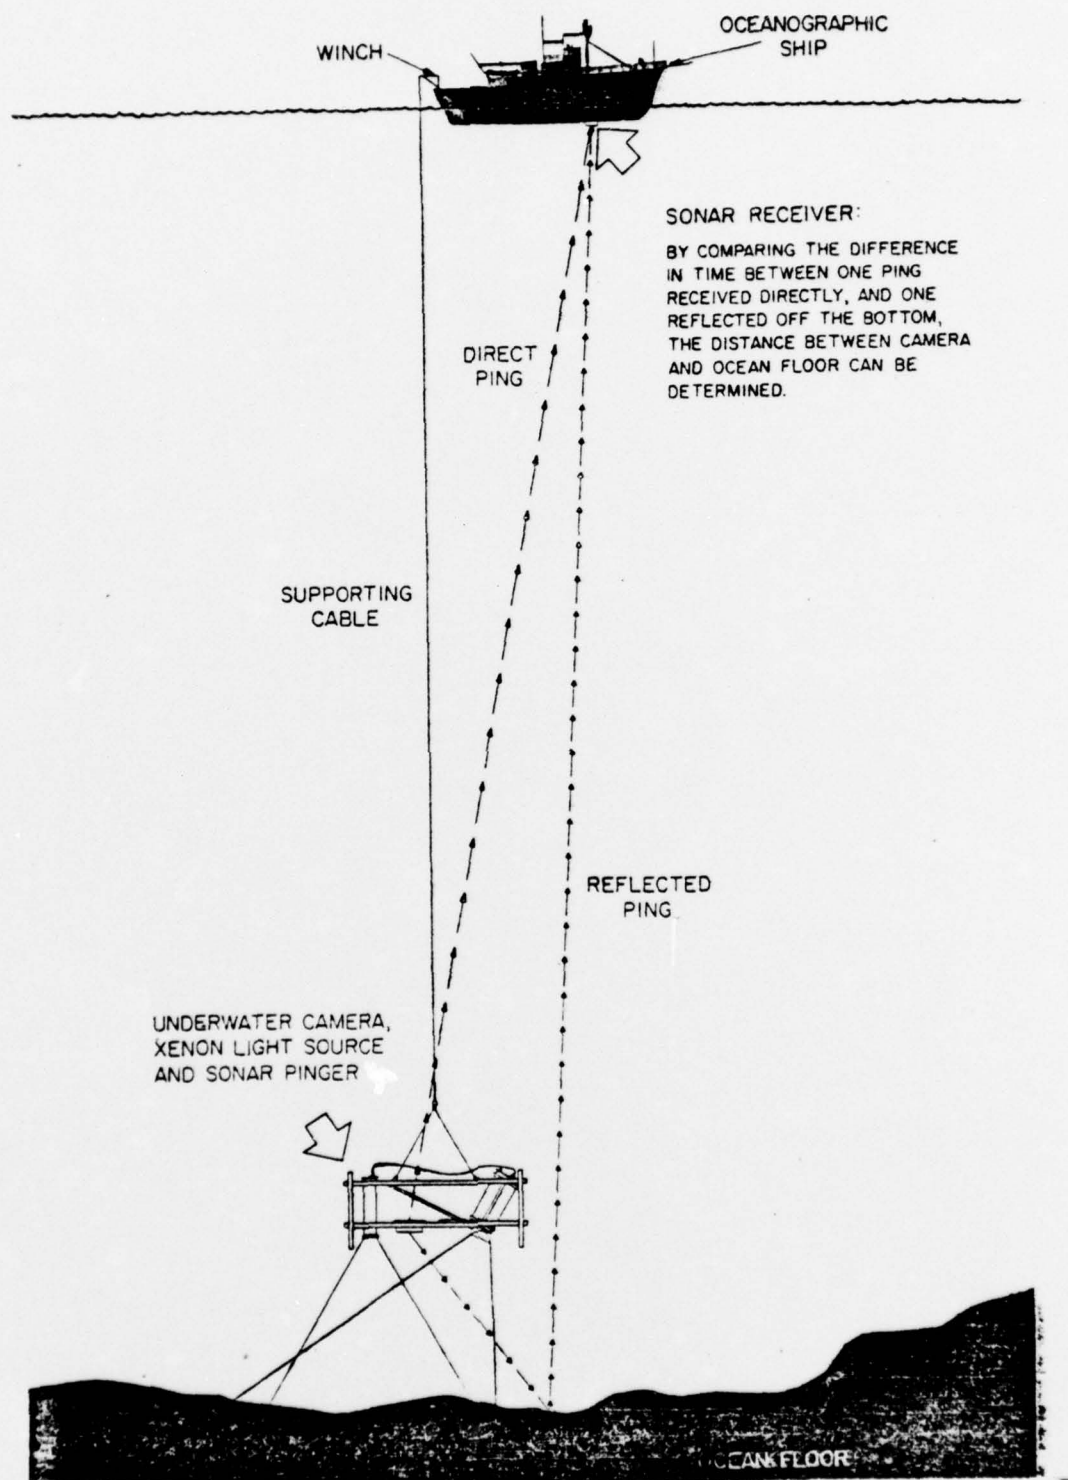 WINCH
OCEANOGRAPHIC
SHIP
SONAR RECEIVER:
BY COMPARING THE DIFFERENCE
IN TIME BETWEEN ONE PING
RECEIVED DIRECTLY, AND ONE
REFLECTED OFF THE BOTTOM,
THE DISTANCE BETWEEN CAMERA
AND OCEAN FLOOR CAN BE
DETERMINED.
DIRECT
PING
SUPPORTING
CABLE
REFLECTED
PING
UNDERWATER CAMERA,
XENON LIGHT SOURCE
AND SONAR PINGER
OCEAN FLOOR